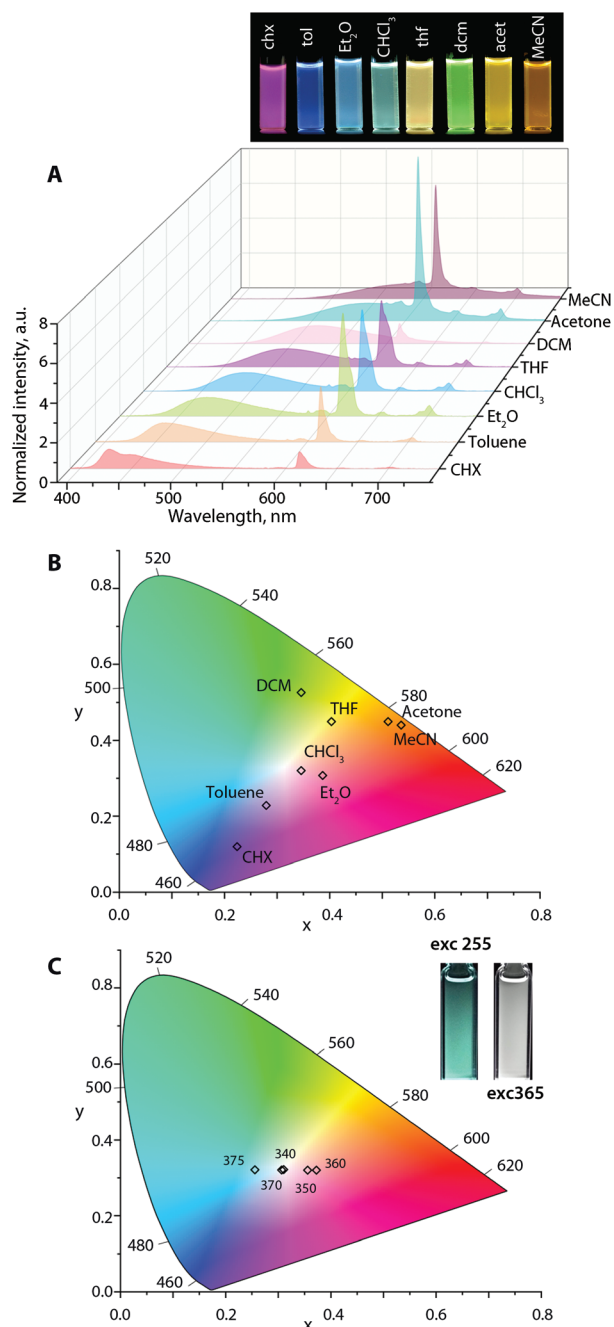 chx
tol
Et₂O
CHCl₃
thf
dcm
acet
MeCN
A
Normalized intensity, a.u.
8
6
4
2
0
400
500
600
700
Wavelength, nm
MeCN
Acetone
DCM
THF
CHCl₃
Et₂O
Toluene
CHX
B
y
0.8
0.6
0.4
0.2
0.0
0.0
0.2
0.4
0.6
0.8
x
520
540
560
580
600
620
500
480
460
DCM
THF
Acetone
MeCN
CHCl₃
Et₂O
Toluene
CHX
C
exc 255
exc365
y
0.8
0.6
0.4
0.2
0.0
0.0
0.2
0.4
0.6
0.8
x
520
540
560
580
600
620
500
480
460
375
340
360
370
350